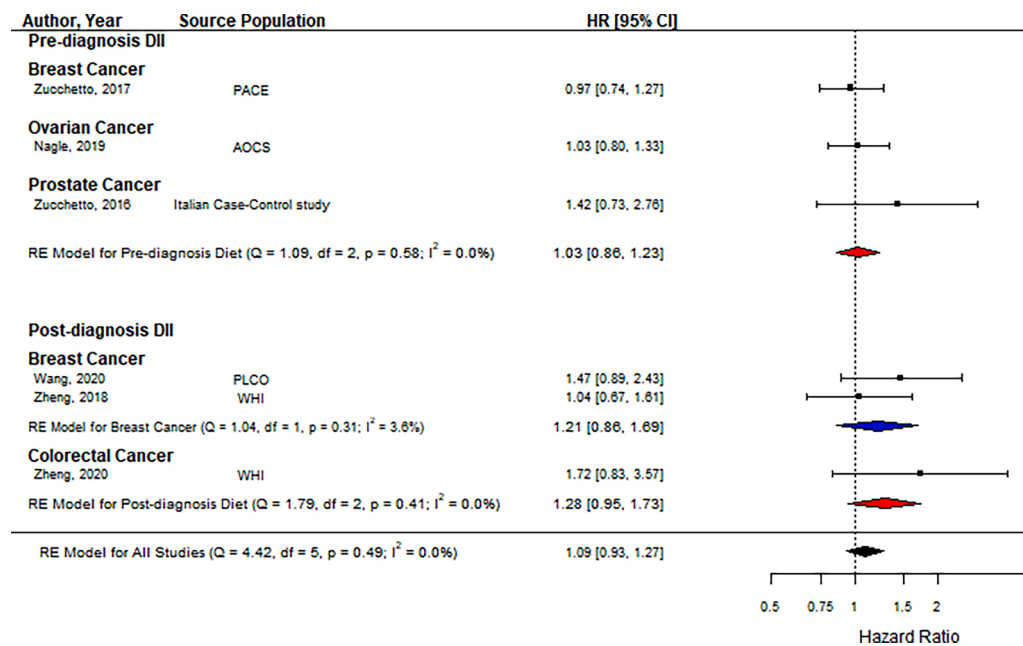 Author, Year Source Population HR [95% CI]
Pre-diagnosis DII
Breast Cancer
Zucchetto, 2017 PACE 0.97 [0.74, 1.27]
Ovarian Cancer
Nagle, 2019 AOCS 1.03 [0.80, 1.33]
Prostate Cancer
Zucchetto, 2016 Italian Case-Control study 1.42 [0.73, 2.76]
RE Model for Pre-diagnosis Diet (Q = 1.09, df = 2, p = 0.58; I² = 0.0%) 1.03 [0.86, 1.23]
Post-diagnosis DII
Breast Cancer
Wang, 2020 PLCO 1.47 [0.89, 2.43]
Zheng, 2018 WHI 1.04 [0.67, 1.61]
RE Model for Breast Cancer (Q = 1.04, df = 1, p = 0.31; I² = 3.6%) 1.21 [0.86, 1.69]
Colorectal Cancer
Zheng, 2020 WHI 1.72 [0.83, 3.57]
RE Model for Post-diagnosis Diet (Q = 1.79, df = 2, p = 0.41; I² = 0.0%) 1.28 [0.95, 1.73]
RE Model for All Studies (Q = 4.42, df = 5, p = 0.49; I² = 0.0%) 1.09 [0.93, 1.27]
0.5 0.75 1 1.5 2
Hazard Ratio